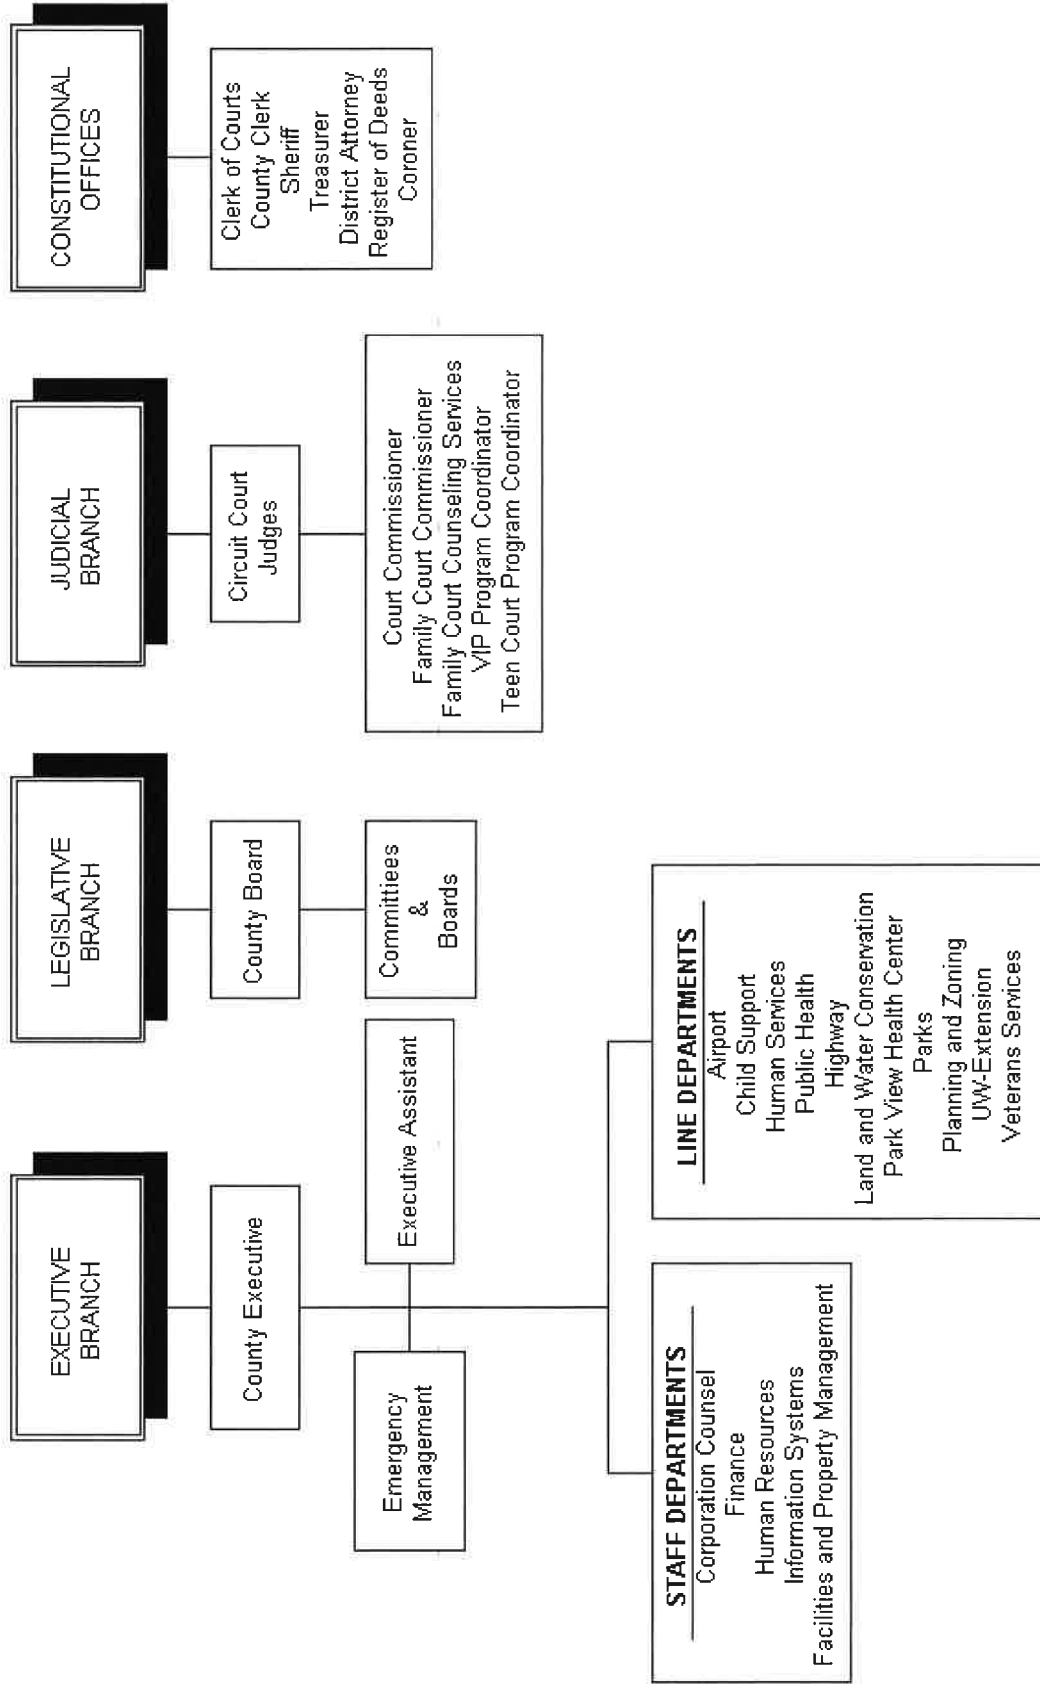 EXECUTIVE
BRANCH
County Executive
Emergency
Management
Executive Assistant
STAFF DEPARTMENTS
Corporation Counsel
Finance
Human Resources
Information Systems
Facilities and Property Management
LINE DEPARTMENTS
Airport
Child Support
Human Services
Public Health
Highway
Land and Water Conservation
Park View Health Center
Parks
Planning and Zoning
UW-Extension
Veterans Services
LEGISLATIVE
BRANCH
County Board
Committiees
&
Boards
JUDICIAL
BRANCH
Circuit Court
Judges
Court Commissioner
Family Court Commissioner
Family Court Counseling Services
VIP Program Coordinator
Teen Court Program Coordinator
CONSTITUTIONAL
OFFICES
Clerk of Courts
County Clerk
Sheriff
Treasurer
District Attorney
Register of Deeds
Coroner